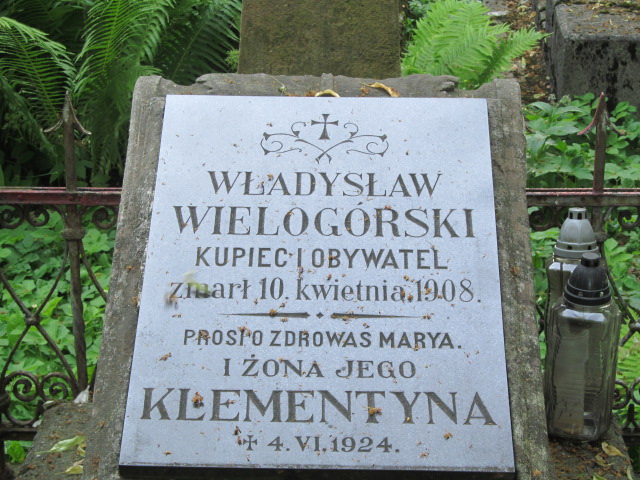 WŁADYSŁAW
WIELOGÓRSKI
KUPIEC I OBYWATEL
zmarł 10. kwietnia, 1908.
PROSI O ZDROWAŚ MARYA.
I ŻONA JEGO
KLEMENTYNA
✝ 4. VI. 1924.